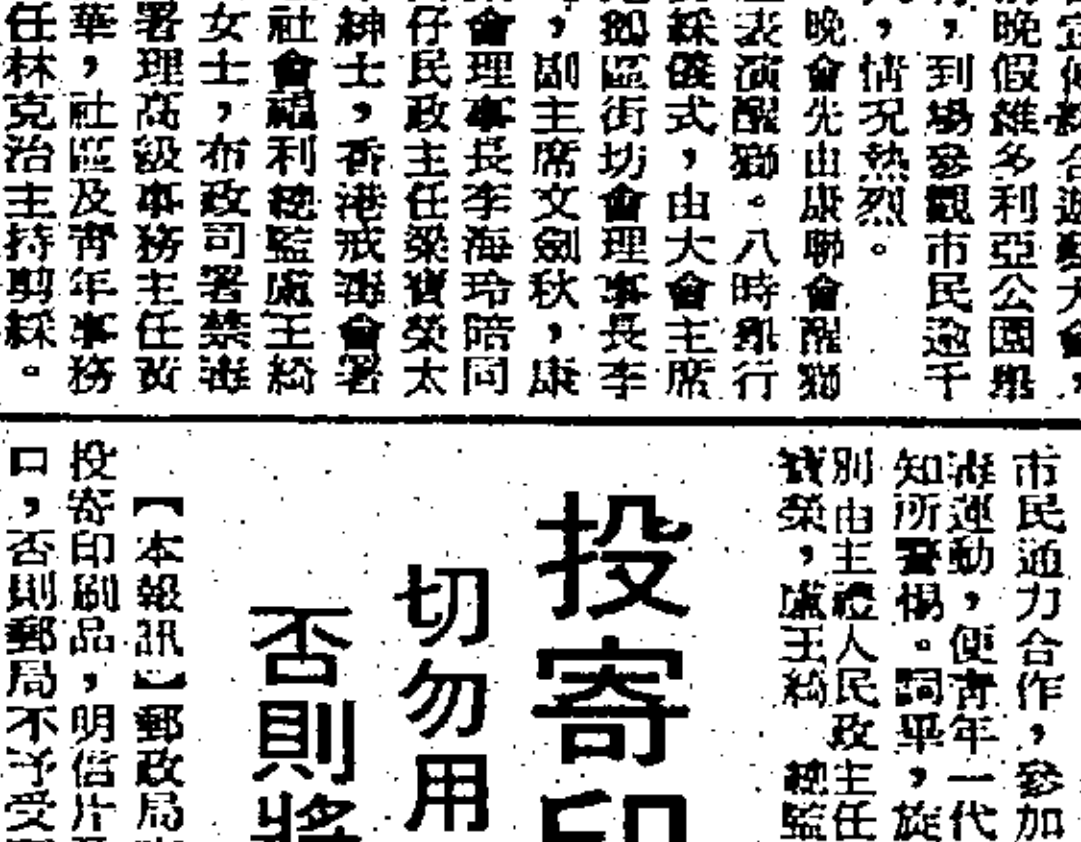 晚假維多利亞公園舉
，到場參觀市民逾千
，情況熱烈。
晚會先由康聯會醒獅
表演醒獅。八時舉行
綵儀式，由大會主席
區街坊會理事長李
，副主席文劍秋，康
會理事長李海玲陪同
仔民政主任梁寶榮太
紳士，香港戒毒會署
社會福利總監處王綺
女士，布政司署禁毒
署理高級事務主任黃
華，社區及青年事務
任林克治主持剪綵。
市民通力合作，參加
毒運動，使青年一代
知所警惕。詞畢，旋
別由主禮人民政主任
寶榮，盧王綺　總監
投寄印
切勿用
否則將
【本報訊】郵政局
投寄印刷品，明信片
口，否則郵局不予受